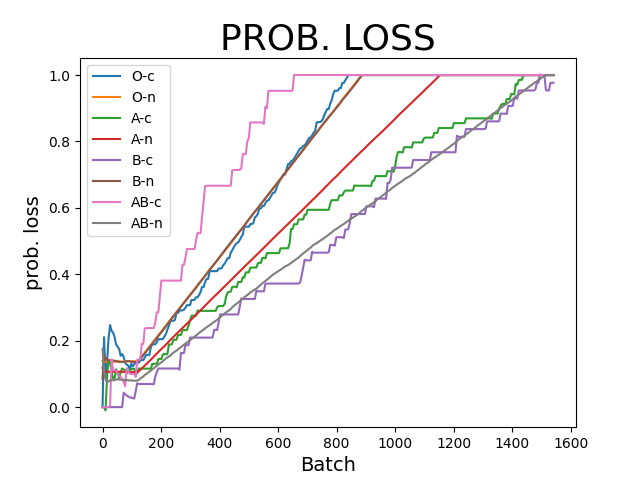 PROB. LOSS
prob. loss
1.0
0.8
0.6
0.4
0.2
0.0
O-c
O-n
A-c
A-n
B-c
B-n
AB-c
AB-n
0 200 400 600 800 1000 1200 1400 1600
Batch